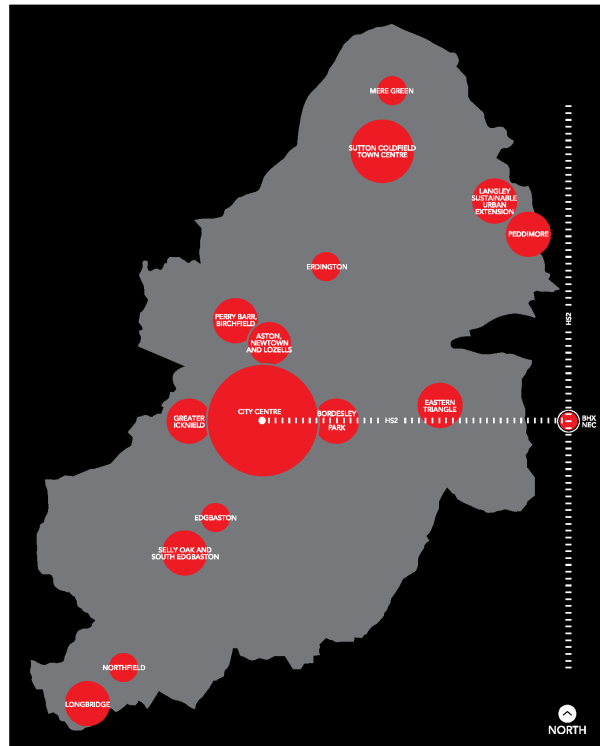 MERE GREEN
SUTTON COLDFIELD
TOWN CENTRE
LANGLEY
SUSTAINABLE
URBAN
EXTENSION
PEDDIMORE
ERDINGTON
HS2
PERRY BARR,
BIRCHFIELD
ASTON,
NEWTOWN
AND LOZELLS
GREATER
ICKNIELD
CITY CENTRE
BORDESLEY
PARK
HS2
EASTERN
TRIANGLE
BHX
NEC
EDGBASTON
SELLY OAK AND
SOUTH EDGBASTON
NORTHFIELD
LONGBRIDGE
NORTH